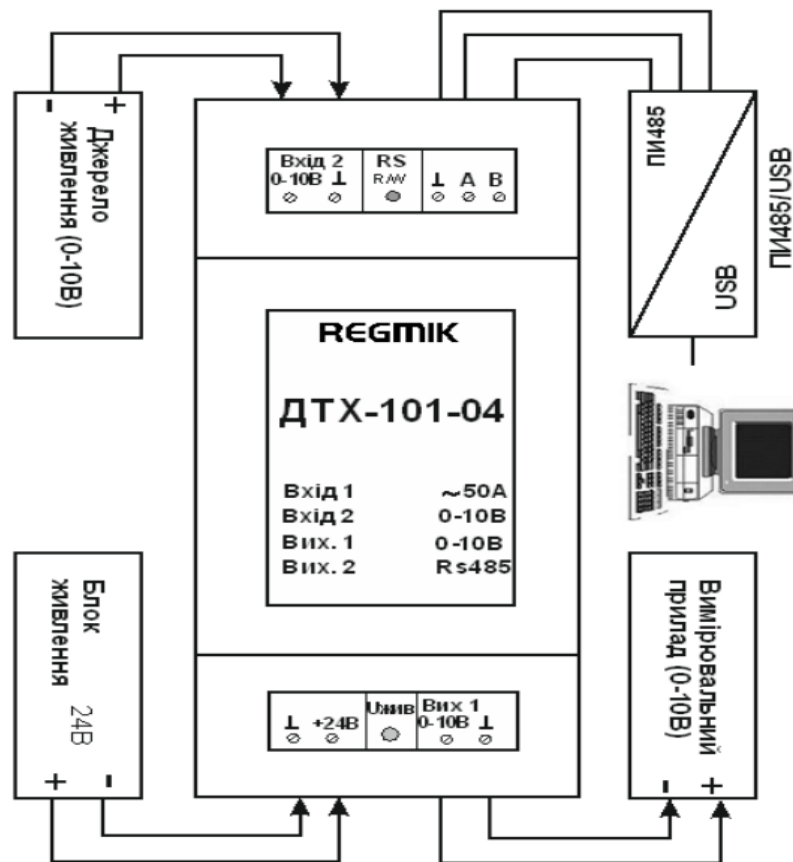 - +
Джерело
живлення (0-10В)
Вхід 2
0-10В ⊥
RS
R/W
⊥ A B
ПИ485
USB
ПИ485/USB
REGMIK
ДТХ-101-04
Вхід 1 ~50А
Вхід 2 0-10В
Вих. 1 0-10В
Вих. 2 Rs485
Блок
живлення 24В
+ -
⊥ +24В
Uжив
Вих 1
0-10В ⊥
Вимірювальний
прилад (0-10В)
- +